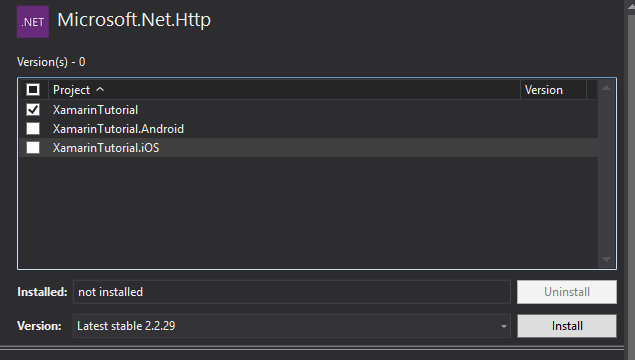 .NET Microsoft.Net.Http
Version(s) - 0
Project Version
XamarinTutorial
XamarinTutorial.Android
XamarinTutorial.iOS
Installed: not installed Uninstall
Version: Latest stable 2.2.29 Install